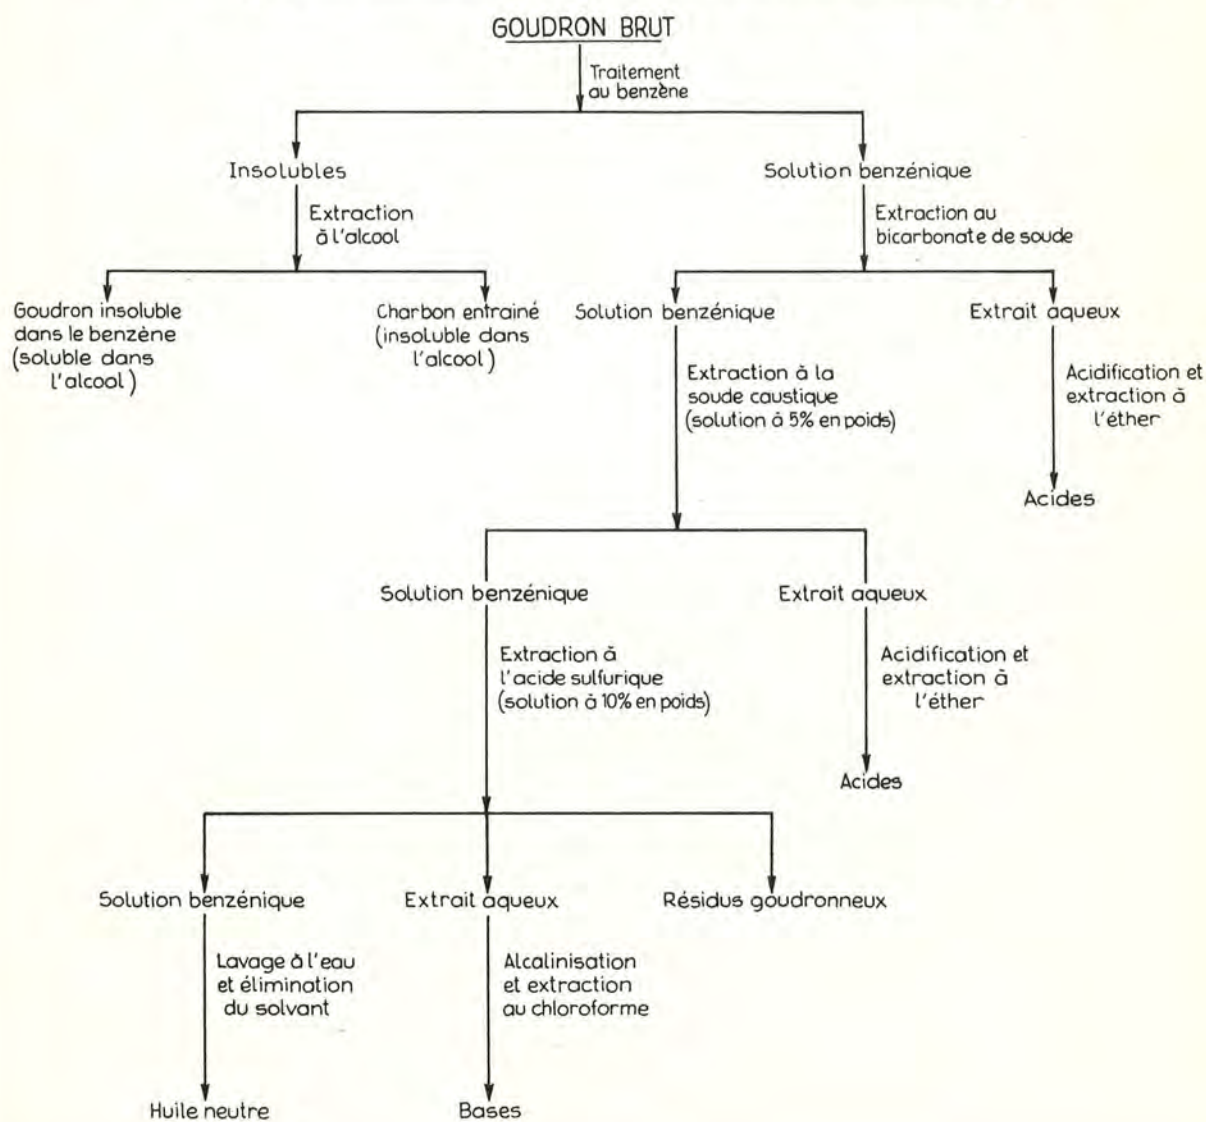 GOUDRON BRUT
Traitement
au benzène
Insolubles
Solution benzénique
Extraction
à l'alcool
Extraction au
bicarbonate de soude
Goudron insoluble
dans le benzène
(soluble dans
l'alcool)
Charbon entrainé
(insoluble dans
l'alcool)
Solution benzénique
Extrait aqueux
Extraction à la
soude caustique
(solution à 5% en poids)
Acidification et
extraction à
l'éther
Acides
Solution benzénique
Extrait aqueux
Extraction à
l'acide sulfurique
(solution à 10% en poids)
Acidification et
extraction à
l'éther
Acides
Solution benzénique
Extrait aqueux
Résidus goudronneux
Lavage à l'eau
et élimination
du solvant
Alcalinisation
et extraction
au chloroforme
Huile neutre
Bases